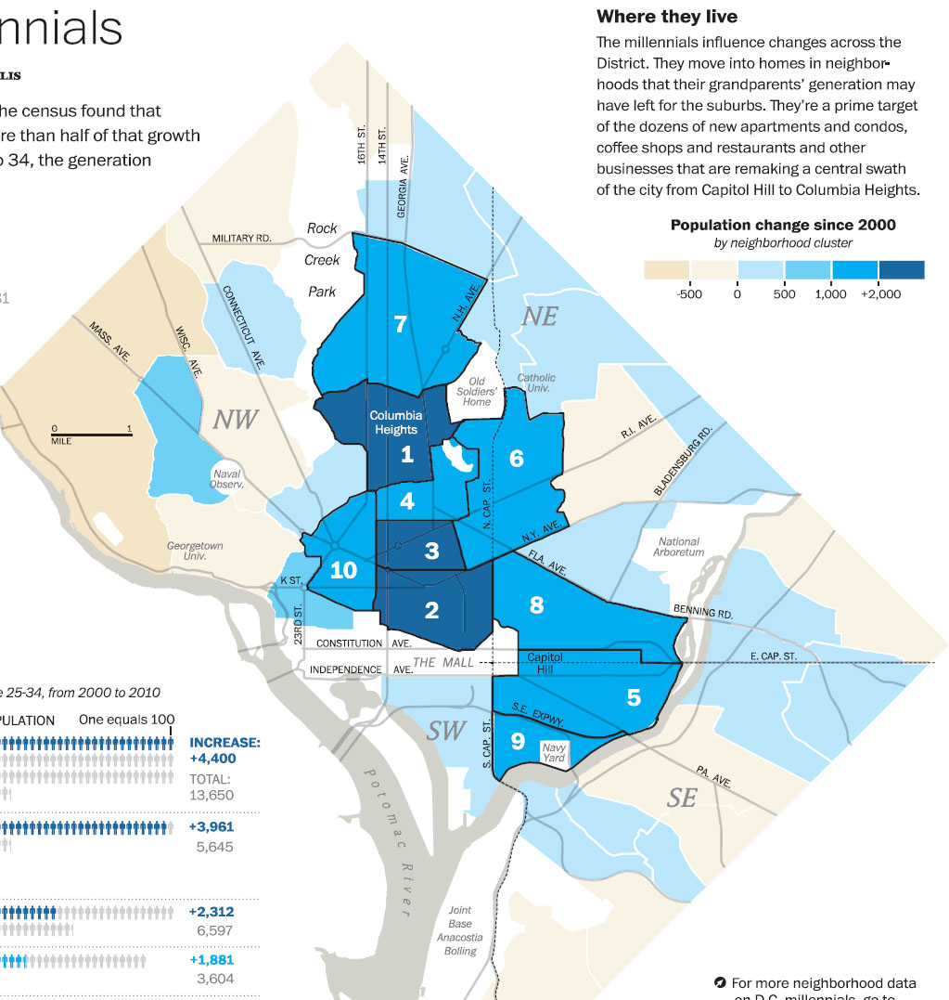 nnials
LIS
he census found that
re than half of that growth
o 34, the generation
Where they live
The millennials influence changes across the
District. They move into homes in neighbor-
hoods that their grandparents' generation may
have left for the suburbs. They're a prime target
of the dozens of new apartments and condos,
coffee shops and restaurants and other
businesses that are remaking a central swath
of the city from Capitol Hill to Columbia Heights.
Population change since 2000
by neighborhood cluster
-500 0 500 1,000 +2,000
16TH ST.
14TH ST.
GEORGIA AVE.
Rock
Creek
Park
MILITARY RD.
CONNECTICUT AVE.
MASS. AVE.
WISC. AVE.
N.H. AVE.
7
NE
31
0 1
MILE
NW
Old
Soldiers'
Home
Catholic
Univ.
Columbia
Heights
1
6
R.I. AVE.
BLADENSBURG RD.
Naval
Observ.
4
N. CAP. ST.
N.Y. AVE.
Georgetown
Univ.
3
FLA. AVE.
National
Arboretum
10
K ST.
23RD ST.
2
8
BENNING RD.
CONSTITUTION AVE.
THE MALL
INDEPENDENCE AVE.
Capitol
Hill
E. CAP. ST.
5
S.E. EXPWY.
SW
S. CAP. ST.
9
Navy
Yard
PA. AVE.
SE
Potomac River
Joint
Base
Anacostia
Bolling
e 25-34, from 2000 to 2010
PULATION One equals 100
INCREASE:
+4,400
TOTAL:
13,650
+3,961
5,645
+2,312
6,597
+1,881
3,604
For more neighborhood data
on D.C. millennials, go to